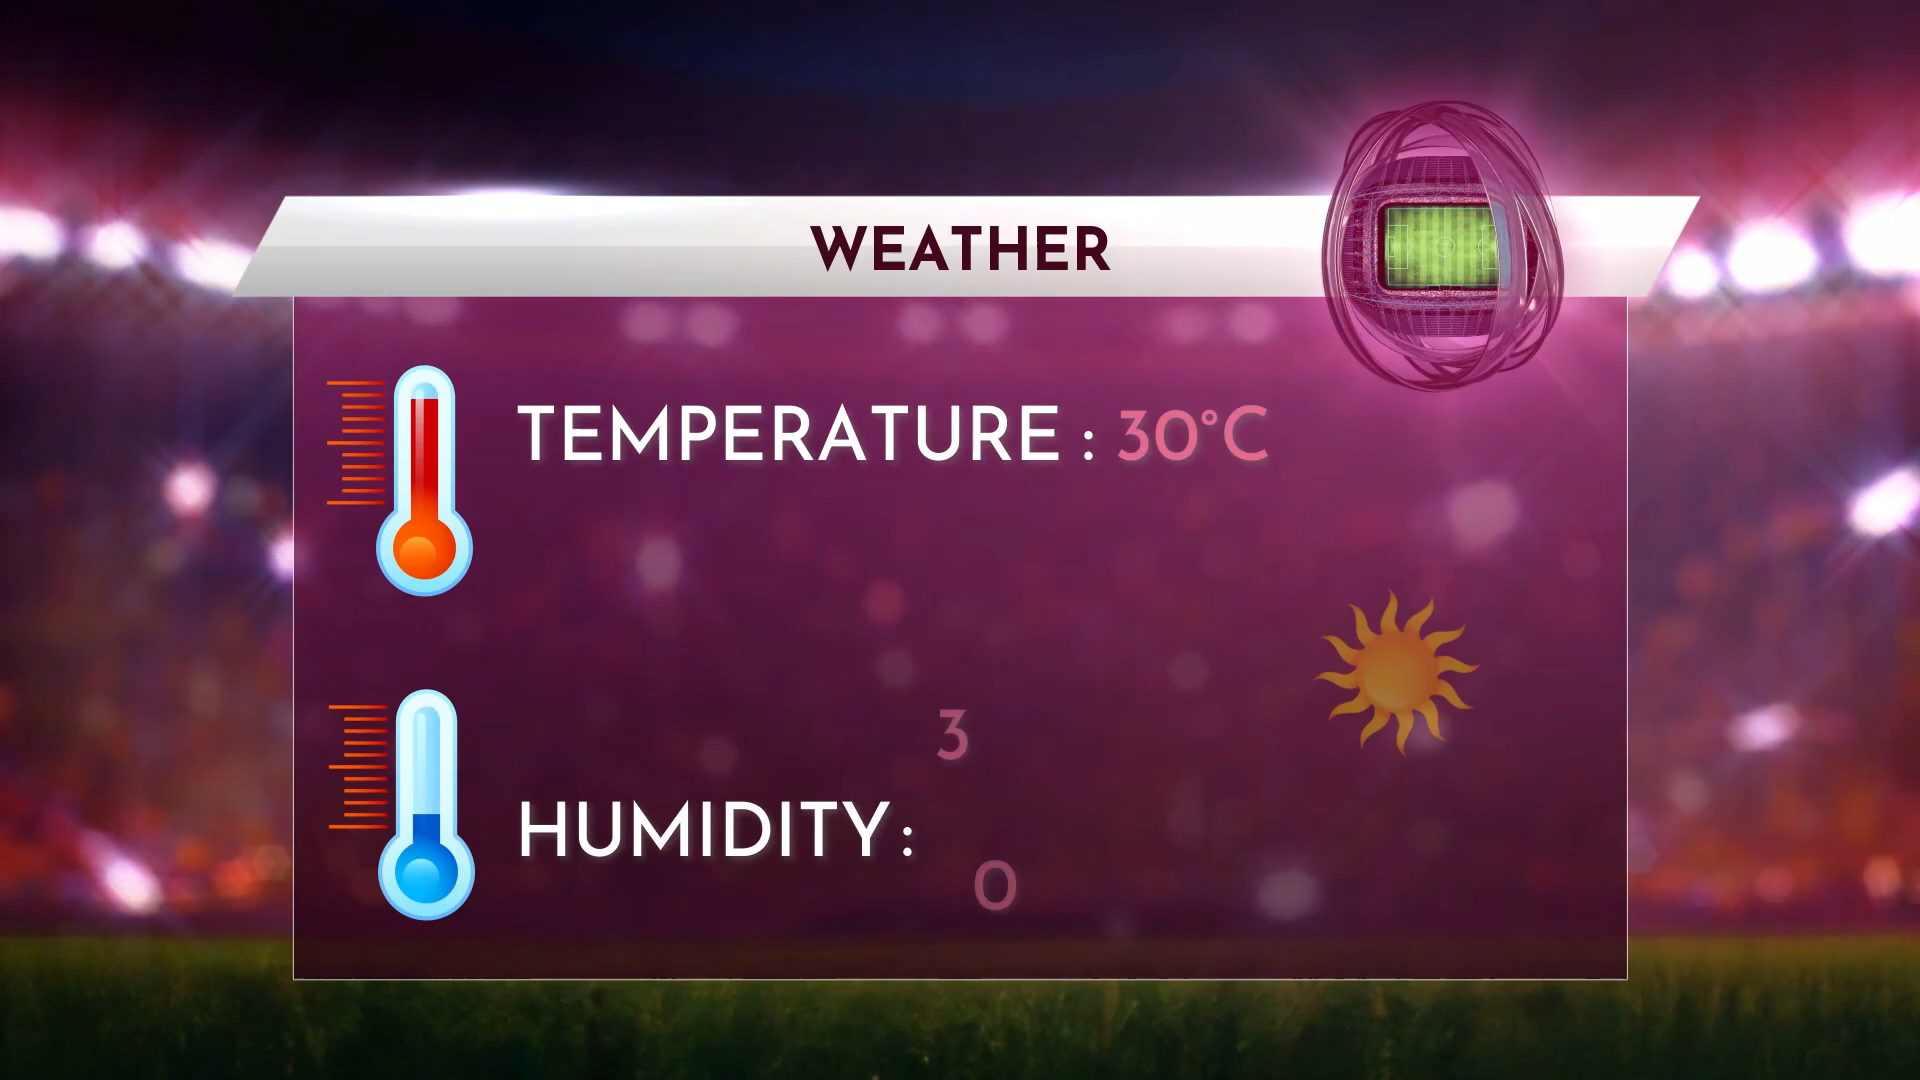 WEATHER
TEMPERATURE : 30°C
3
HUMIDITY :
0